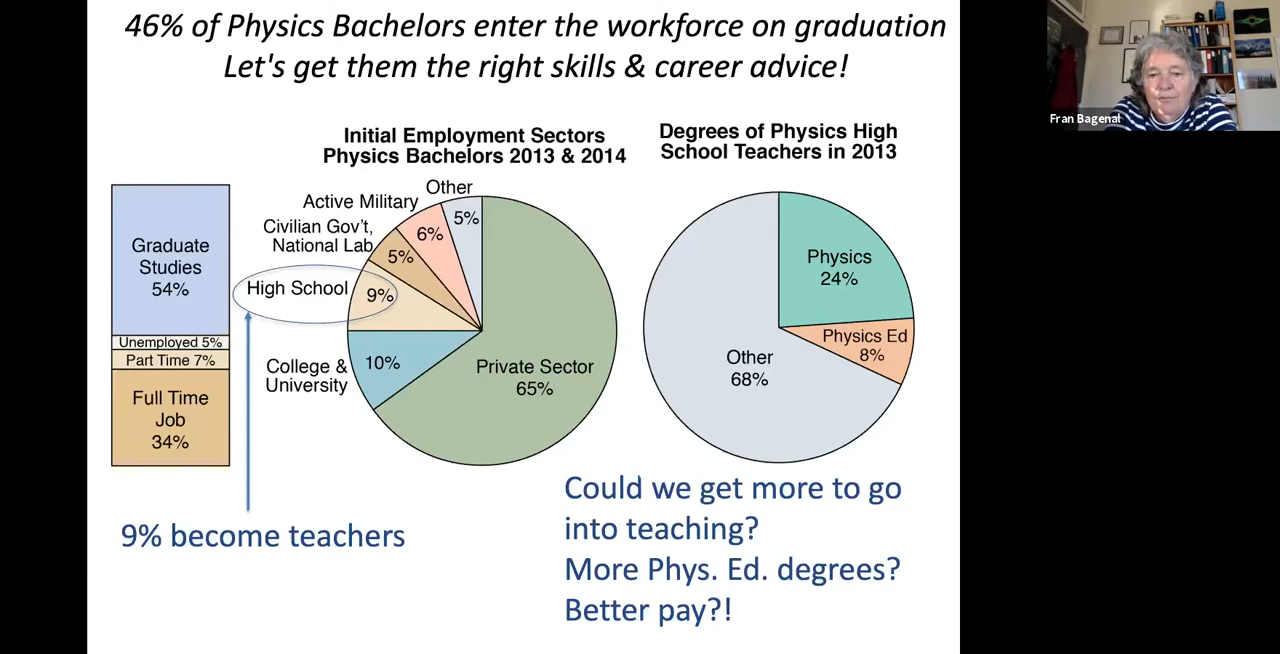 46% of Physics Bachelors enter the workforce on graduation
Let's get them the right skills & career advice!
Fran Bagenal
Initial Employment Sectors
Physics Bachelors 2013 & 2014
Degrees of Physics High
School Teachers in 2013
Graduate
Studies
54%
Unemployed 5%
Part Time 7%
Full Time
Job
34%
Other
5%
Active Military
6%
Civilian Gov't,
National Lab
5%
High School
9%
College &
University
10%
Private Sector
65%
Physics
24%
Physics Ed
8%
Other
68%
9% become teachers
Could we get more to go
into teaching?
More Phys. Ed. degrees?
Better pay?!